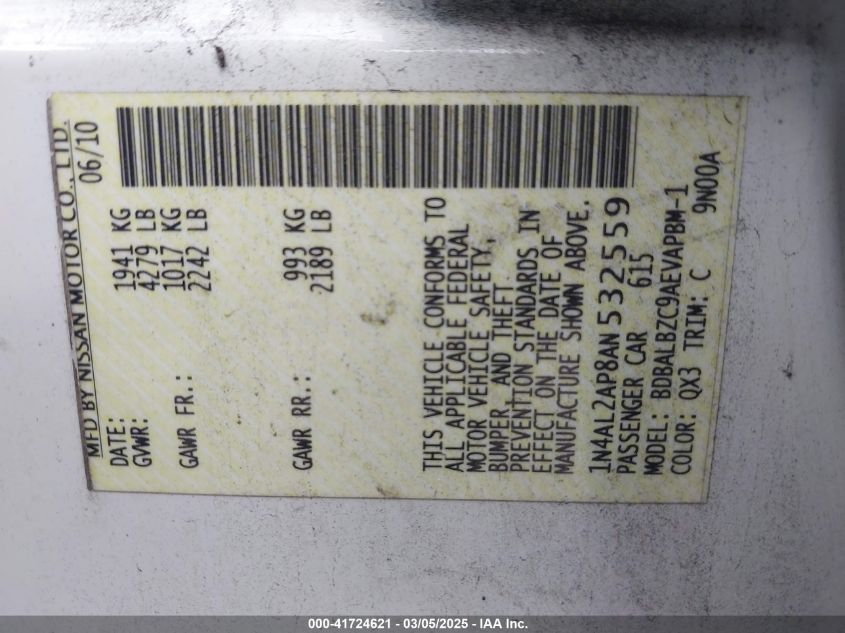 MFD BY NISSAN MOTOR CO., LTD.
DATE: 06/10
GVWR: 1941 KG
4279 LB
GAWR FR.: 1017 KG
2242 LB
GAWR RR.: 993 KG
2189 LB
THIS VEHICLE CONFORMS TO
ALL APPLICABLE FEDERAL
MOTOR VEHICLE SAFETY,
BUMPER, AND THEFT
PREVENTION STANDARDS IN
EFFECT ON THE DATE OF
MANUFACTURE SHOWN ABOVE.
1N4AL2AP8AN532559
PASSENGER CAR 615
MODEL: BDBALBZC9AEVAPBM-1
COLOR: QX3 TRIM: C 9N00A
000-41724621 - 03/05/2025 - IAA Inc.